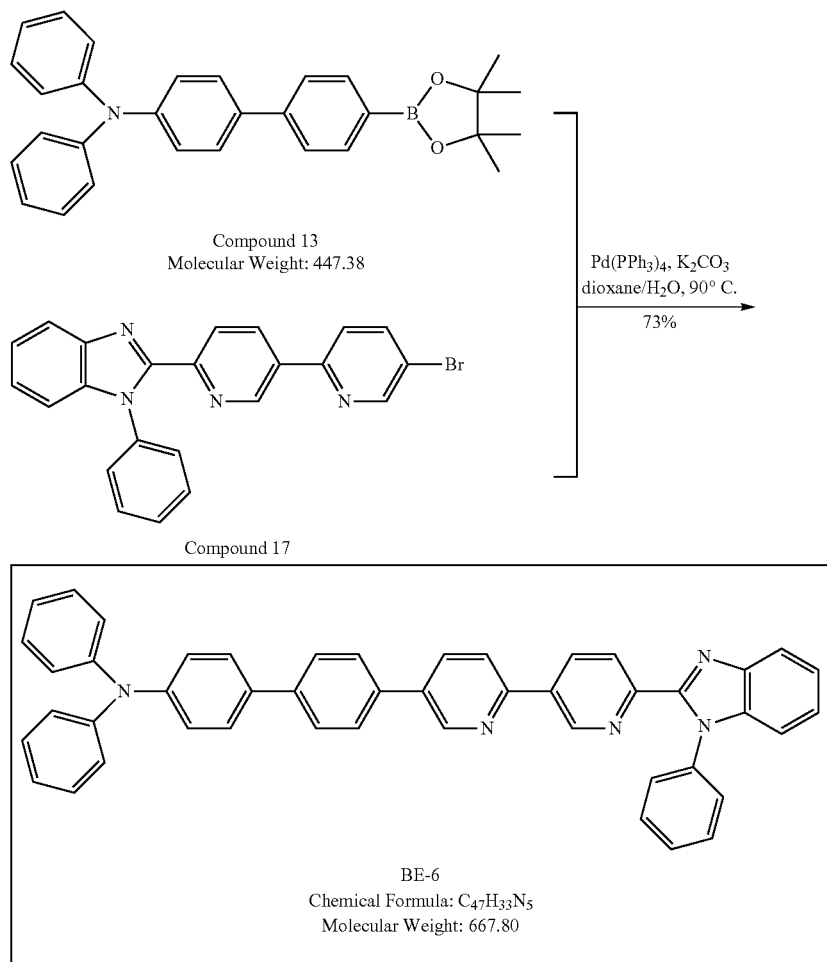 N
B
O
O
Compound 13
Molecular Weight: 447.38
Pd(PPh3)4, K2CO3
dioxane/H2O, 90° C.
73%
N
N
N
N
Br
Compound 17
N
N
N
N
N
BE-6
Chemical Formula: C47H33N5
Molecular Weight: 667.80